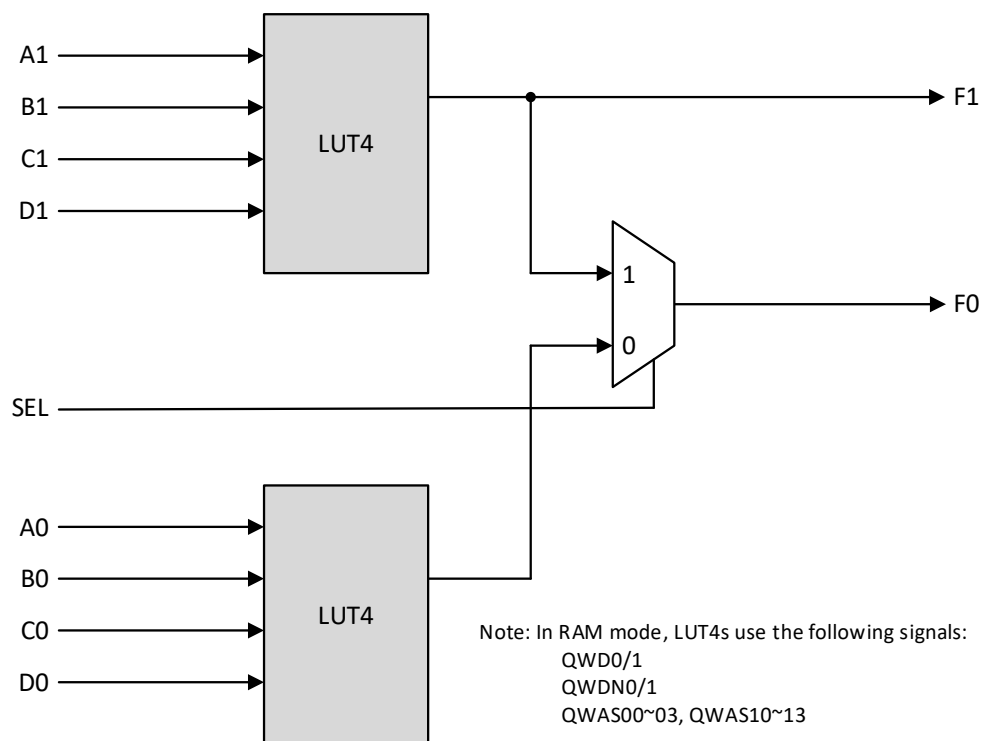 A1
B1
C1
D1
LUT4
F1
1
0
F0
SEL
A0
B0
C0
D0
LUT4
Note: In RAM mode, LUT4s use the following signals:
QWD0/1
QWDN0/1
QWAS00~03, QWAS10~13